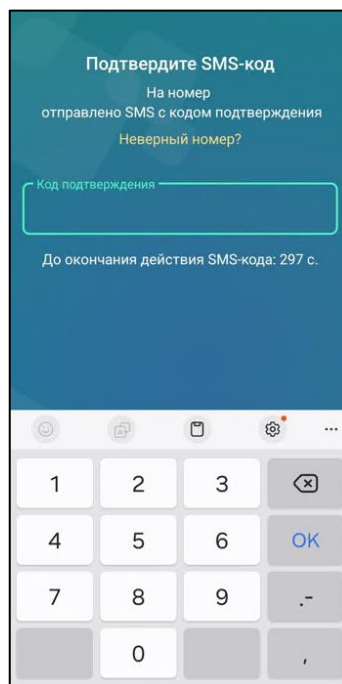 Подтвердите SMS-код
На номер
отправлено SMS с кодом подтверждения
Неверный номер?
Код подтверждения
До окончания действия SMS-кода: 297 с.
1 2 3
4 5 6 OK
7 8 9 .-
0 ,